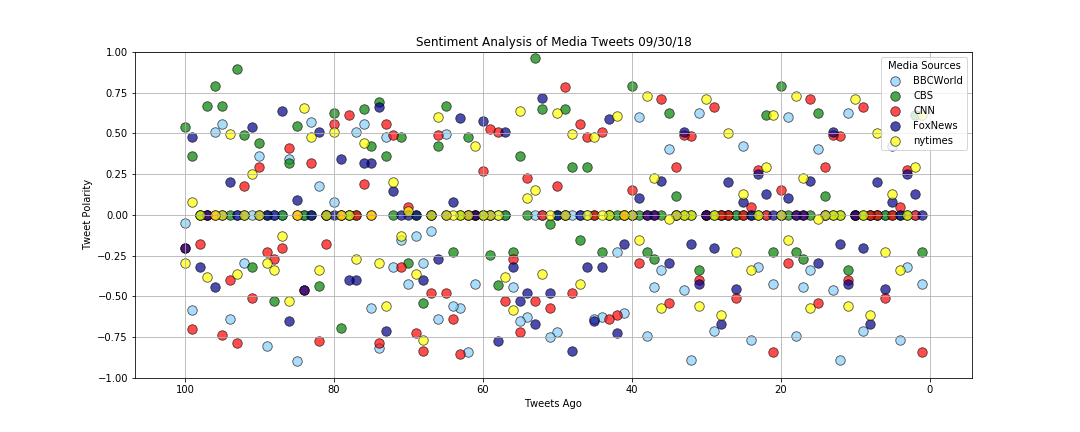 Sentiment Analysis of Media Tweets 09/30/18
1.00
0.75
0.50
0.25
0.00
−0.25
−0.50
−0.75
−1.00
Tweet Polarity
Media Sources
BBCWorld
CBS
CNN
FoxNews
nytimes
100 80 60 40 20 0
Tweets Ago